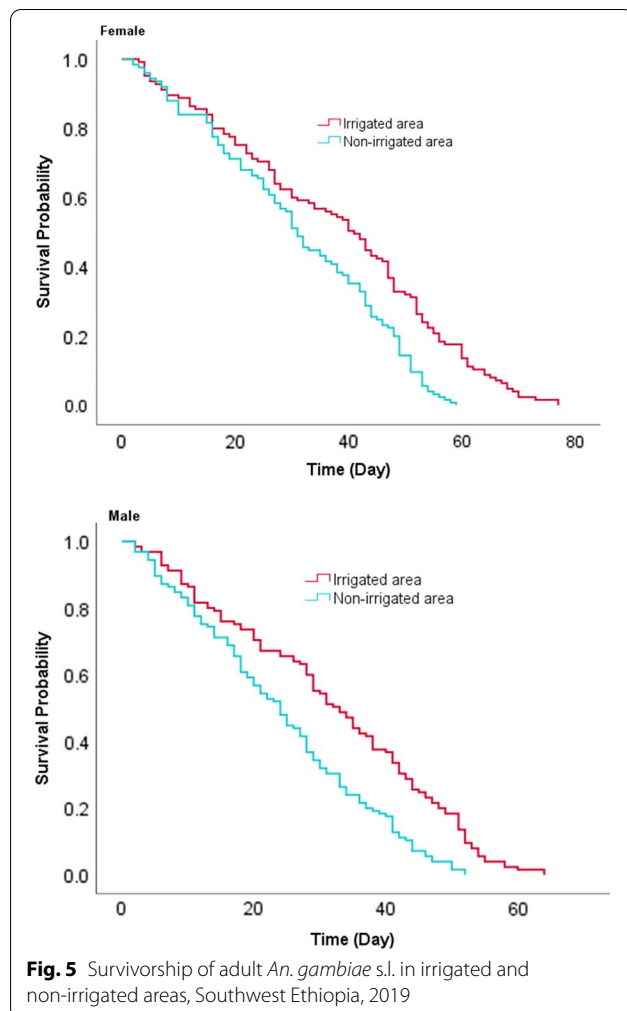 Female
1.0
0.8
0.6
0.4
0.2
0.0
Survival Probability
Irrigated area
Non-irrigated area
0 20 40 60 80
Time (Day)
Male
1.0
0.8
0.6
0.4
0.2
0.0
Survival Probability
Irrigated area
Non-irrigated area
0 20 40 60
Time (Day)
Fig. 5 Survivorship of adult An. gambiae s.l. in irrigated and
non-irrigated areas, Southwest Ethiopia, 2019